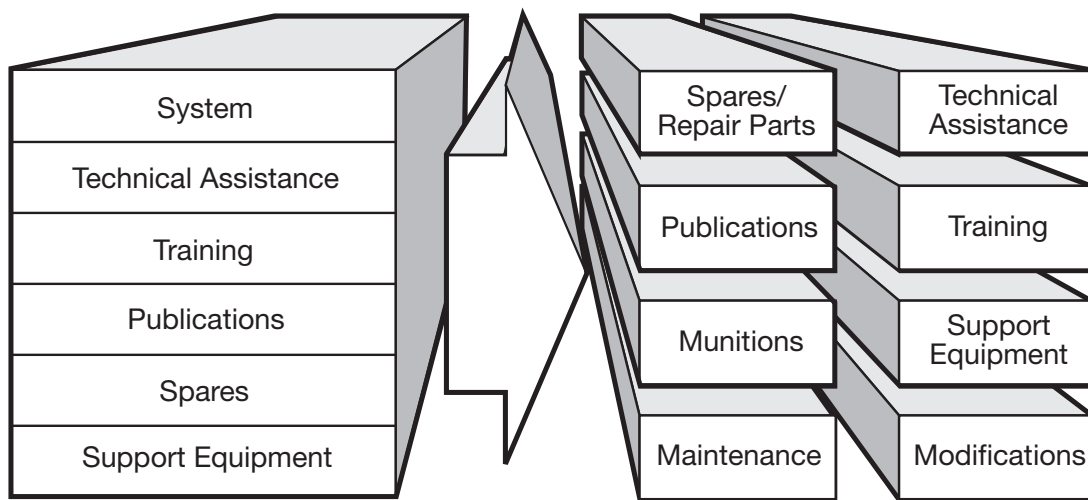 System
Technical Assistance
Training
Publications
Spares
Support Equipment
Spares/
Repair Parts
Publications
Munitions
Maintenance
Technical
Assistance
Training
Support
Equipment
Modifications